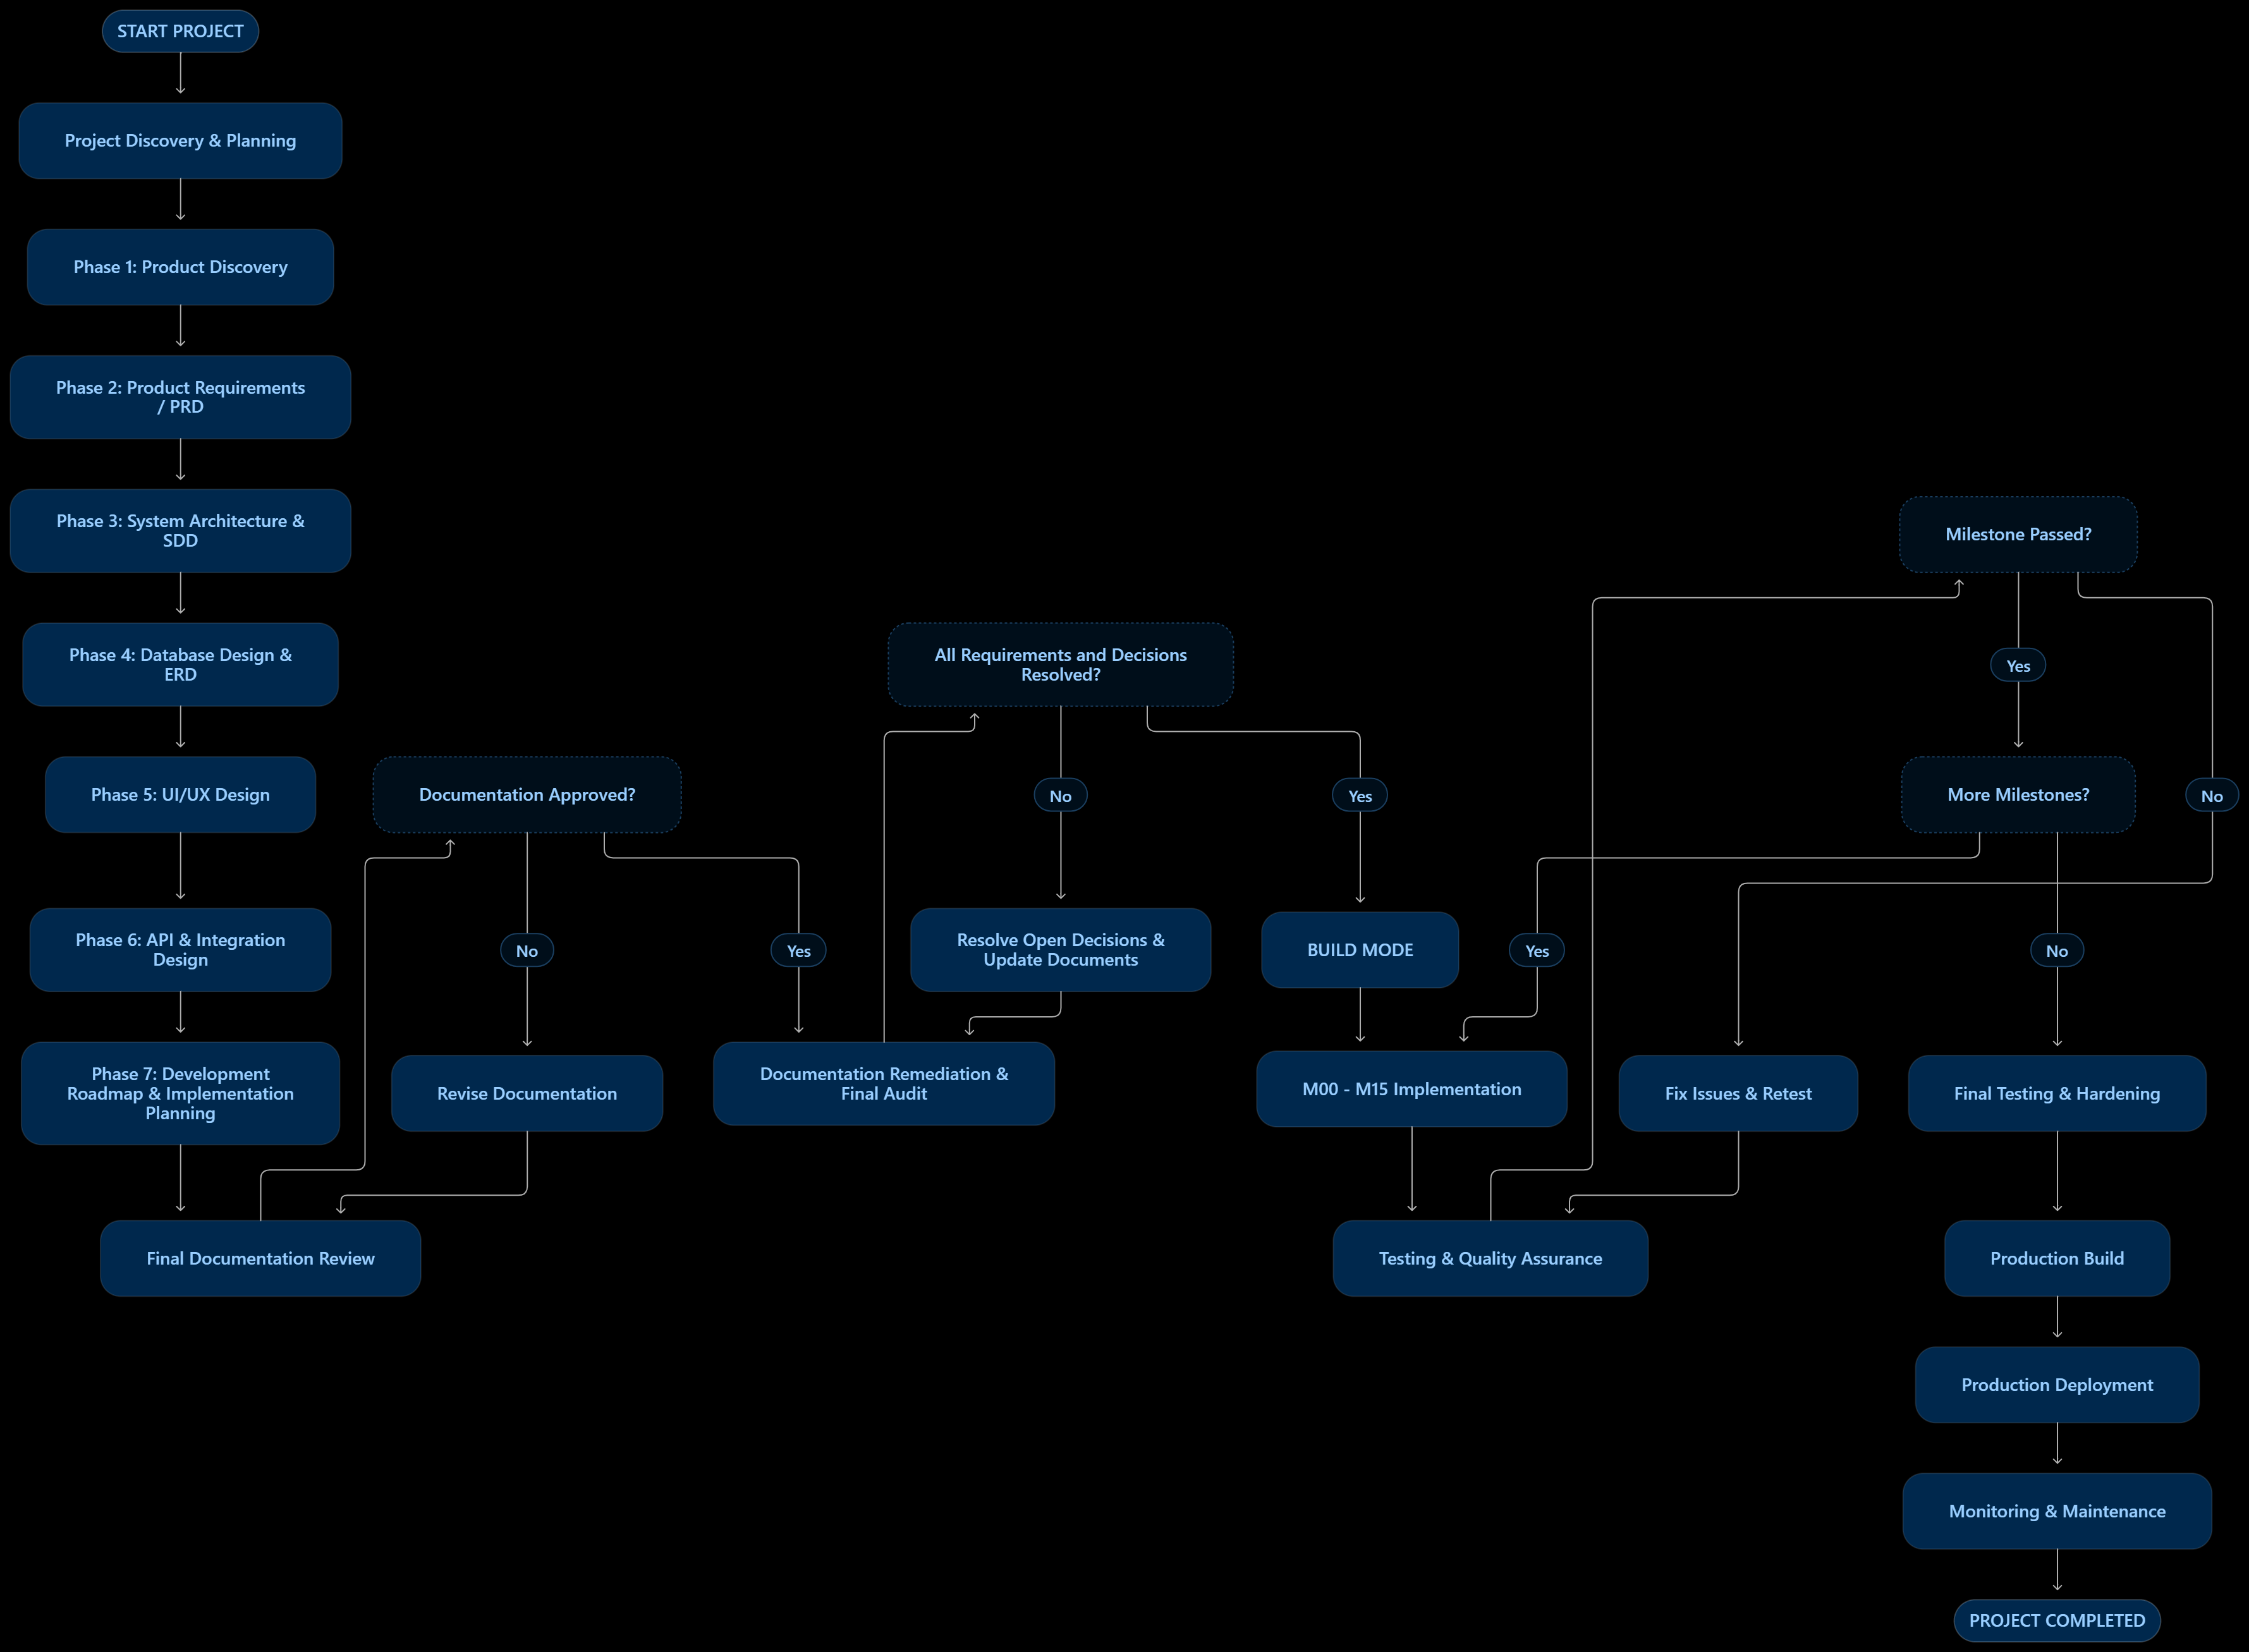 START PROJECT
Project Discovery & Planning
Phase 1: Product Discovery
Phase 2: Product Requirements
/ PRD
Phase 3: System Architecture &
SDD
Phase 4: Database Design &
ERD
Phase 5: UI/UX Design
Phase 6: API & Integration
Design
Phase 7: Development
Roadmap & Implementation
Planning
Final Documentation Review
Documentation Approved?
No
Yes
Revise Documentation
Documentation Remediation &
Final Audit
All Requirements and Decisions
Resolved?
No
Yes
Resolve Open Decisions &
Update Documents
BUILD MODE
M00 - M15 Implementation
Testing & Quality Assurance
Milestone Passed?
Yes
No
More Milestones?
Yes
No
Fix Issues & Retest
Final Testing & Hardening
Production Build
Production Deployment
Monitoring & Maintenance
PROJECT COMPLETED